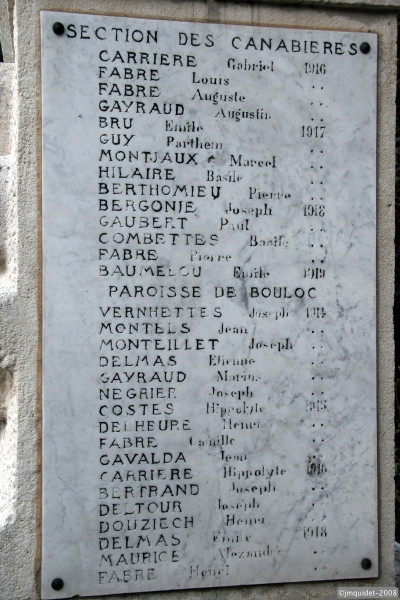 SECTION DES CANABIERES
CARRIERE Gabriel 1916
FABRE Louis ..
FABRE Auguste ..
GAYRAUD Augustin ..
BRU Emile 1917
GUY Parthem ..
MONTJAUX Marcel ..
HILAIRE Basile ..
BERTHOMIEU Pierre ..
BERGONJE Joseph 1918
GAUBERT Paul ..
COMBETTES Basile ..
FABRE Pierre ..
BAUMELOU Emile 1919
PAROISSE DE BOULOC
VERNHETTES Joseph 1914
MONTELS Jean ..
MONTEILLET Joseph ..
DELMAS Etienne ..
GAYRAUD Marius ..
NEGRIER Joseph ..
COSTES Hippolyte 1915
DELHEURE Henri ..
FABRE Camille ..
GAVALDA Jean ..
CARRIERE Hippolyte 1916
BERTRAND Joseph ..
DELTOUR Joseph ..
DOUZIECH Henri ..
DELMAS Emile 1918
MAURICE Alexandre ..
FABRE Henri ..
©jmquidet-2008